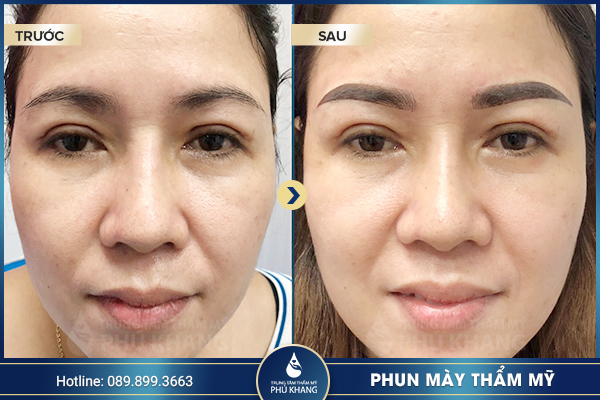 TRƯỚC
SAU
Hotline: 089.899.3663
TRUNG TÂM THẨM MỸ
PHÚ KHANG
PHUN MÀY THẨM MỸ